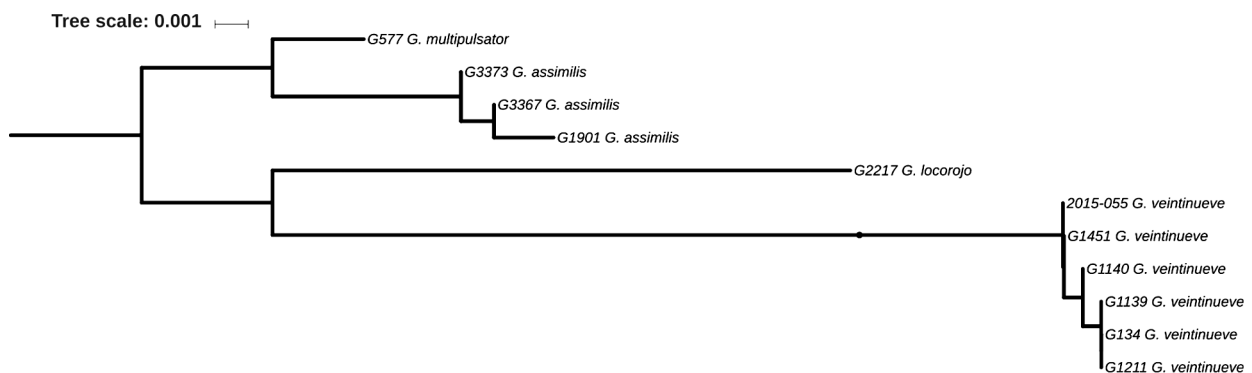 Tree scale: 0.001
G577 G. multipulsator
G3373 G. assimilis
G3367 G. assimilis
G1901 G. assimilis
G2217 G. locorojo
2015-055 G. veintinueve
G1451 G. veintinueve
G1140 G. veintinueve
G1139 G. veintinueve
G134 G. veintinueve
G1211 G. veintinueve